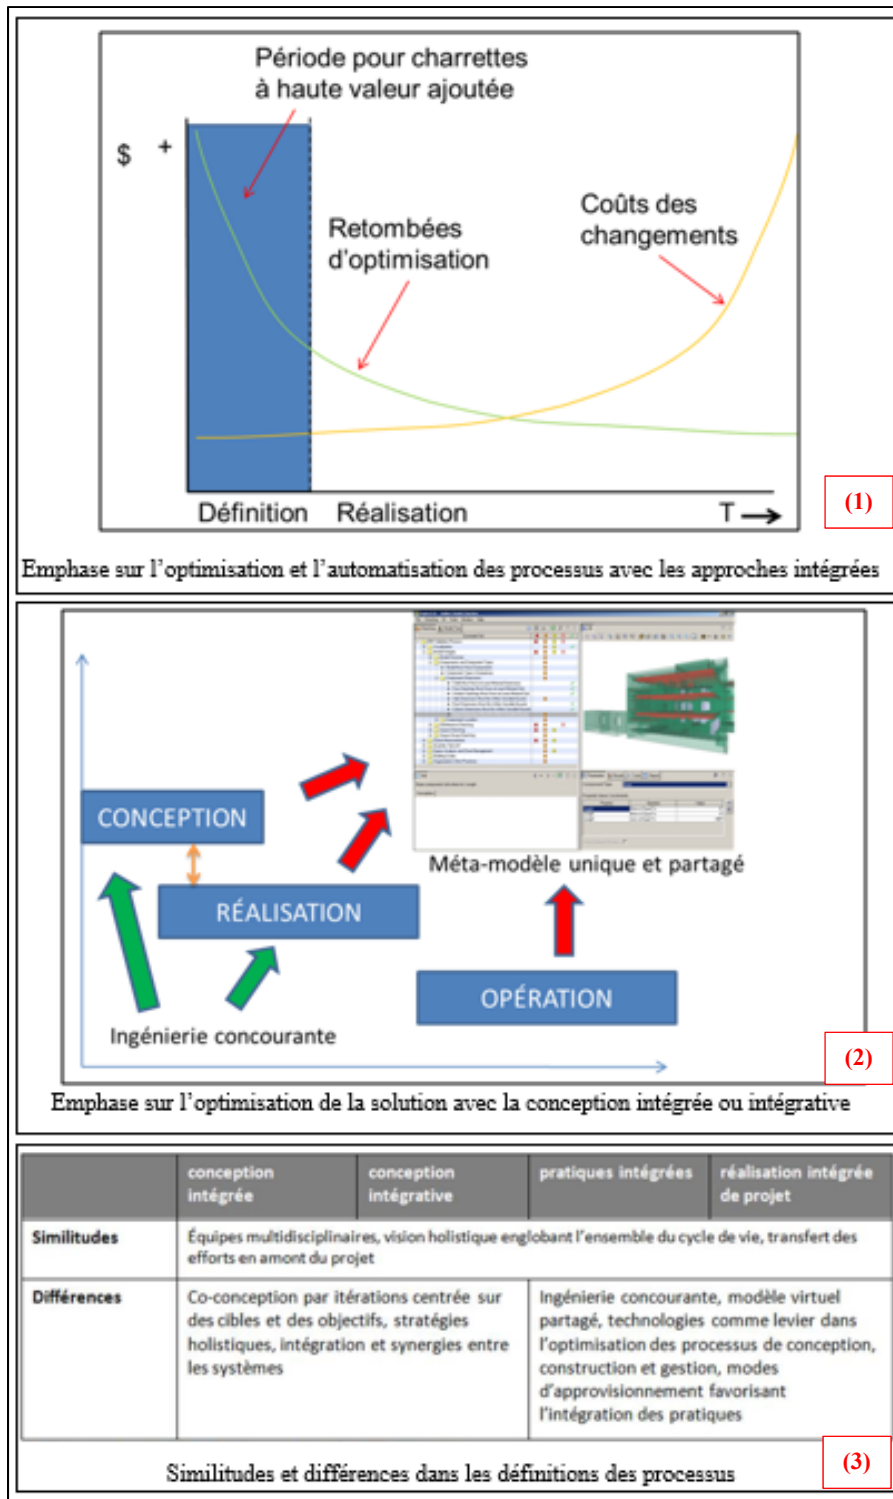 Période pour charrettes
à haute valeur ajoutée
$ +
Retombées
d'optimisation
Coûts des
changements
Définition Réalisation T
(1)
Emphase sur l'optimisation et l'automatisation des processus avec les approches intégrées
CONCEPTION
Méta-modèle unique et partagé
RÉALISATION
OPÉRATION
Ingénierie concourante
(2)
Emphase sur l'optimisation de la solution avec la conception intégrée ou intégrative
conception
intégrée
conception
intégrative
pratiques intégrées
réalisation intégrée
de projet
Similitudes
Équipes multidisciplinaires, vision holistique englobant l'ensemble du cycle de vie, transfert des
efforts en amont du projet
Différences
Co-conception par itérations centrée sur
des cibles et des objectifs, stratégies
holistiques, intégration et synergies entre
les systèmes
Ingénierie concourante, modèle virtuel
partagé, technologies comme levier dans
l'optimisation des processus de conception,
construction et gestion, modes
d'approvisionnement favorisant
l'intégration des pratiques
(3)
Similitudes et différences dans les définitions des processus